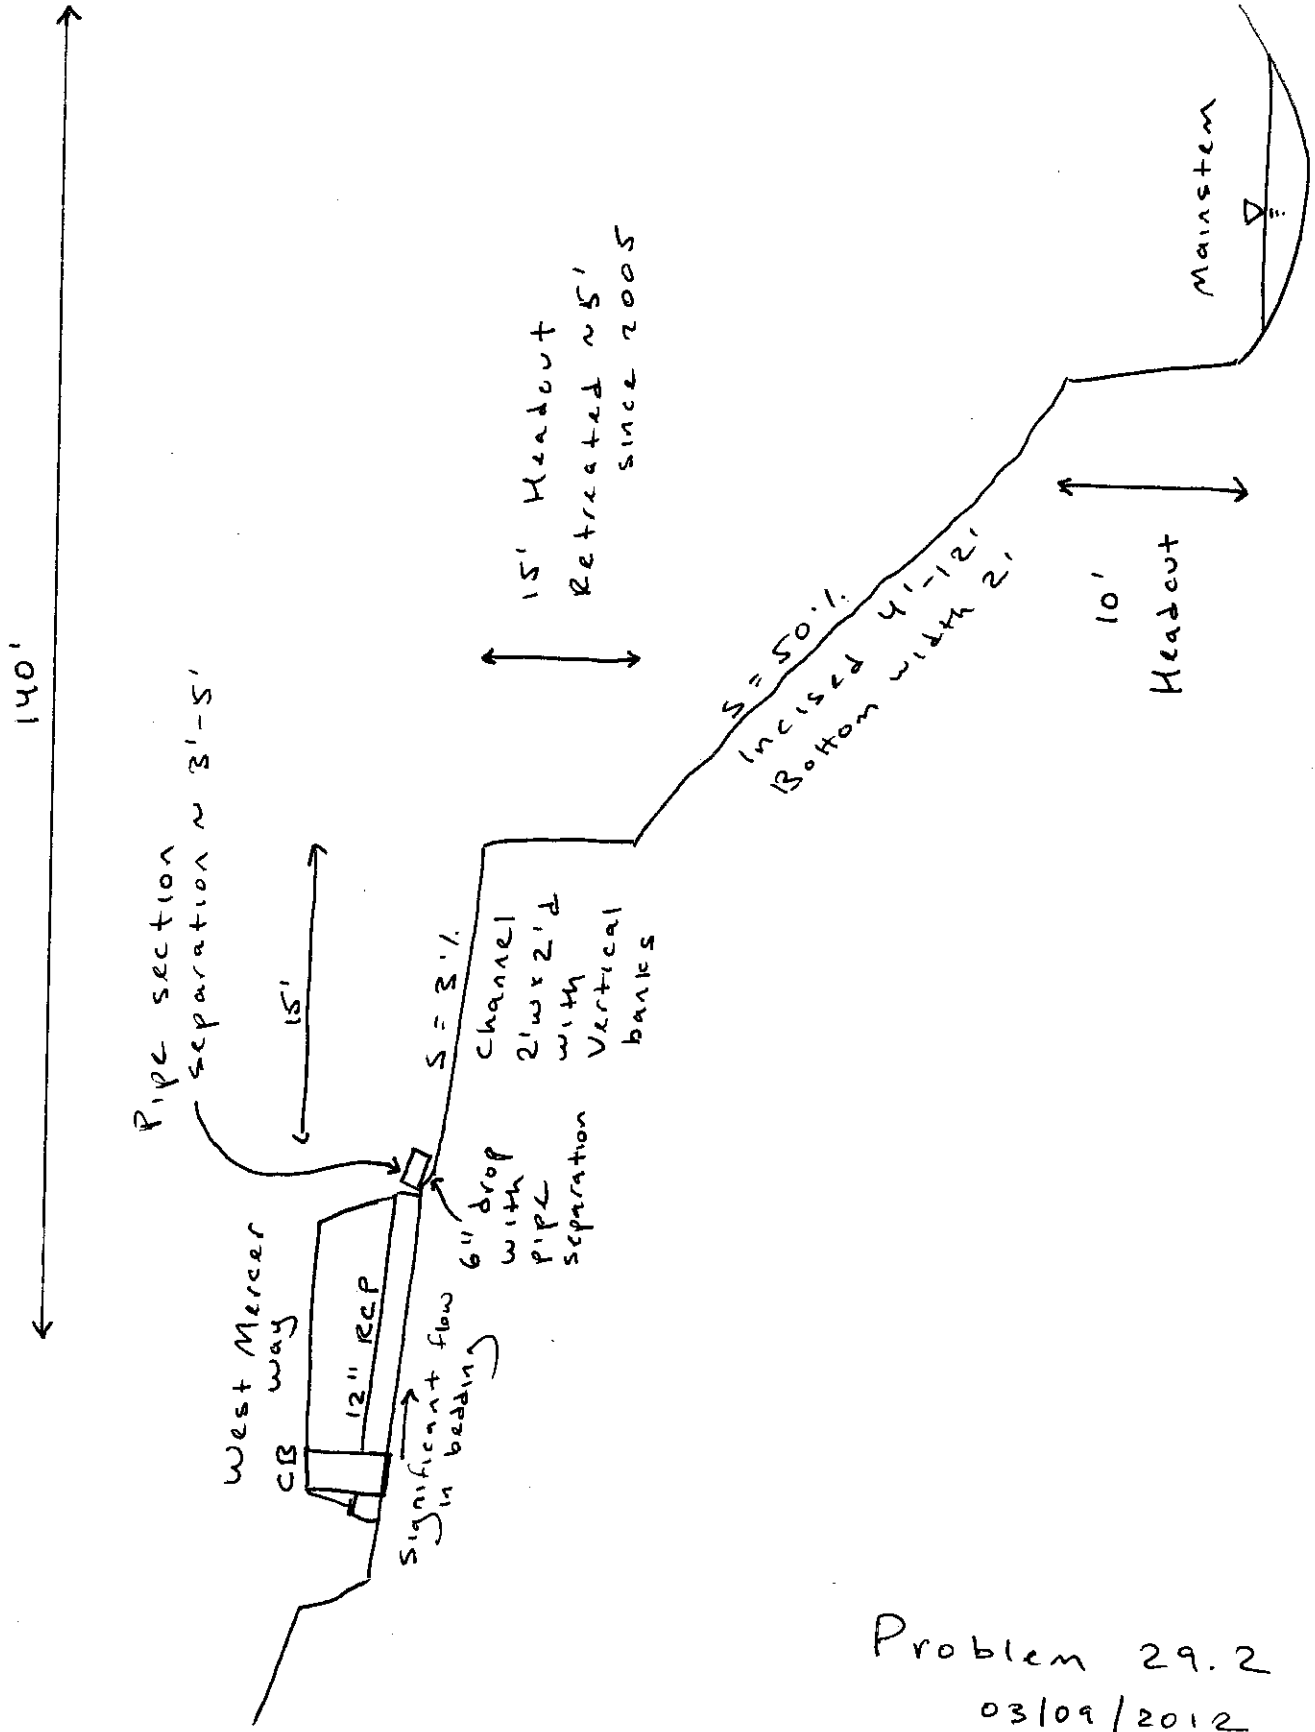 140'
Pipe section
separation ~ 3'-5'
15'
West Mercer
Way
CB
12" RCP
Significant flow
in bedding
6" drop
with
pipe
separation
S = 3%
Channel
2'w x 2'd
with
vertical
banks
15' Headcut
Retreated ~5'
since 2005
S = 50%
Incised 4'-12'
Bottom width 2'
10'
Headcut
Mainstem
Problem 29.2
03/09/2012